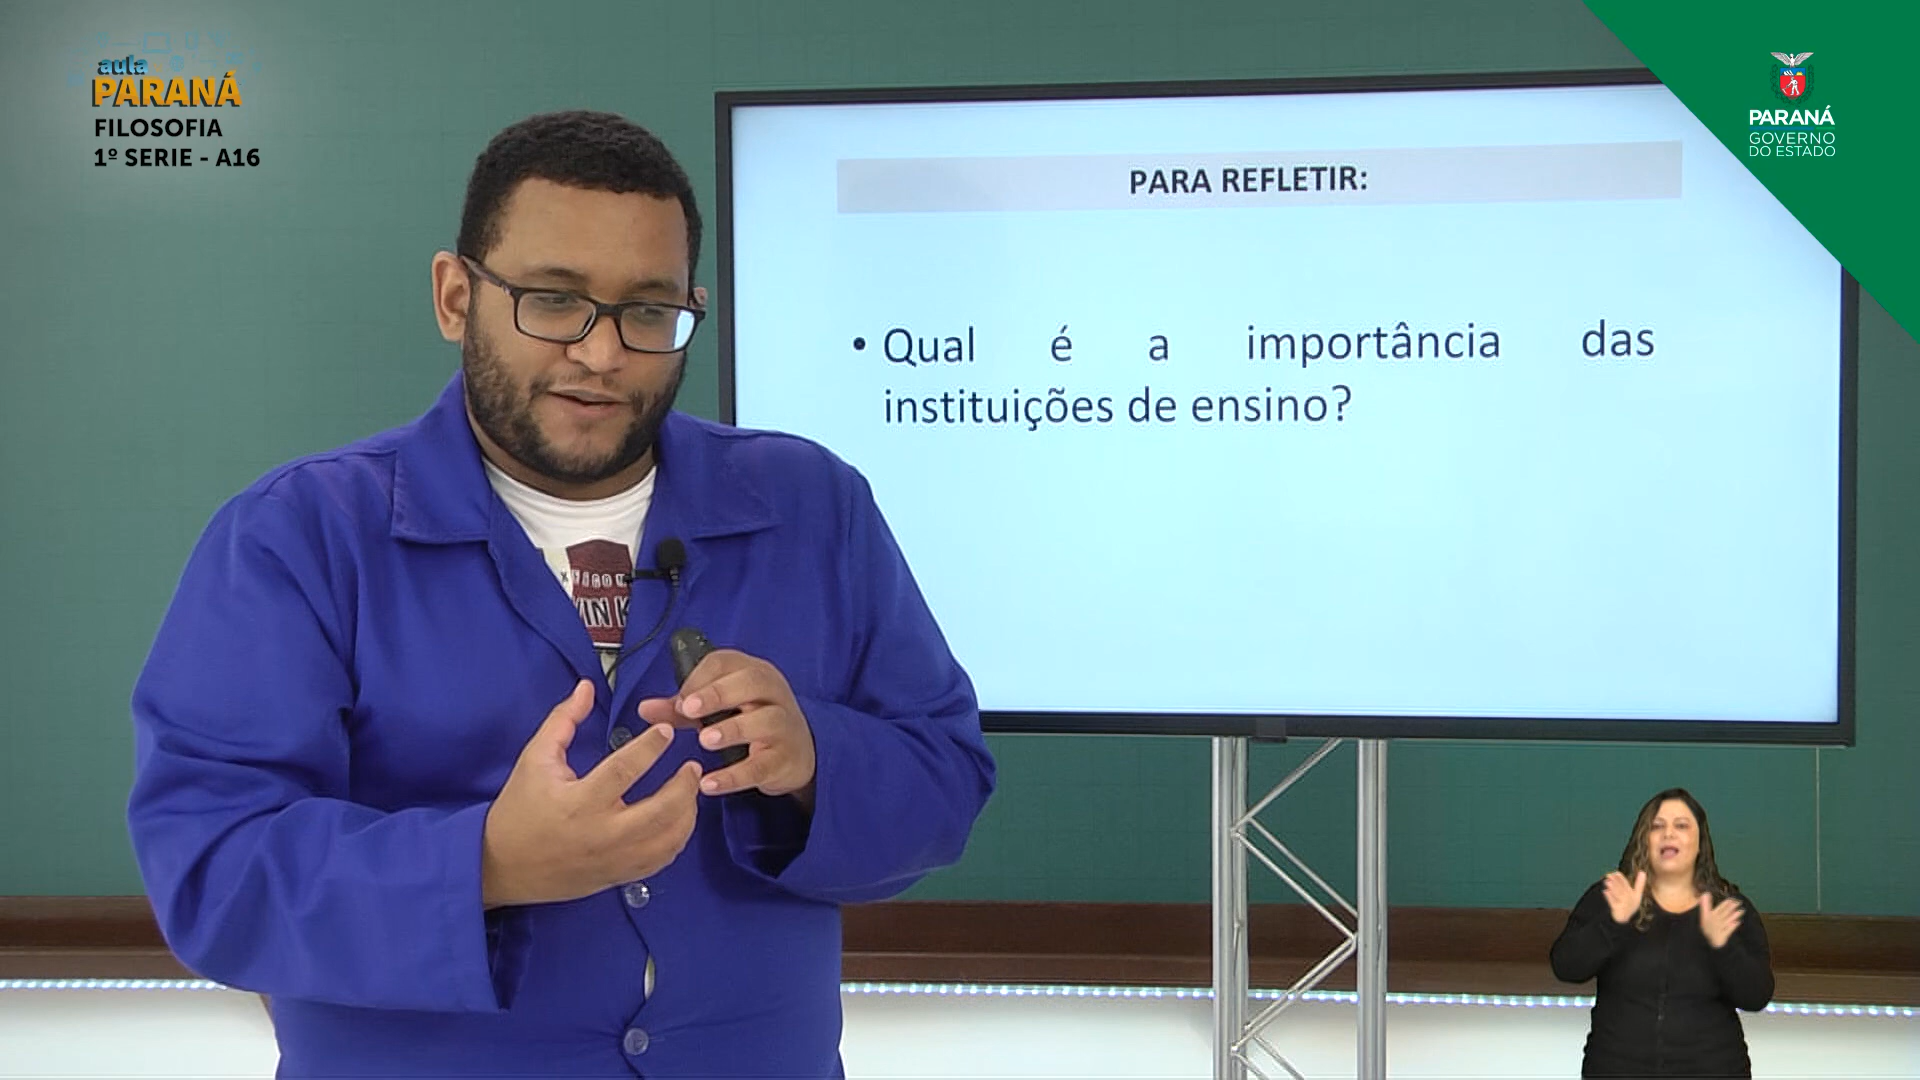 aula
PARANÁ
FILOSOFIA
1º SERIE - A16
PARANÁ
GOVERNO
DO ESTADO
PARA REFLETIR:
• Qual é a importância das
instituições de ensino?